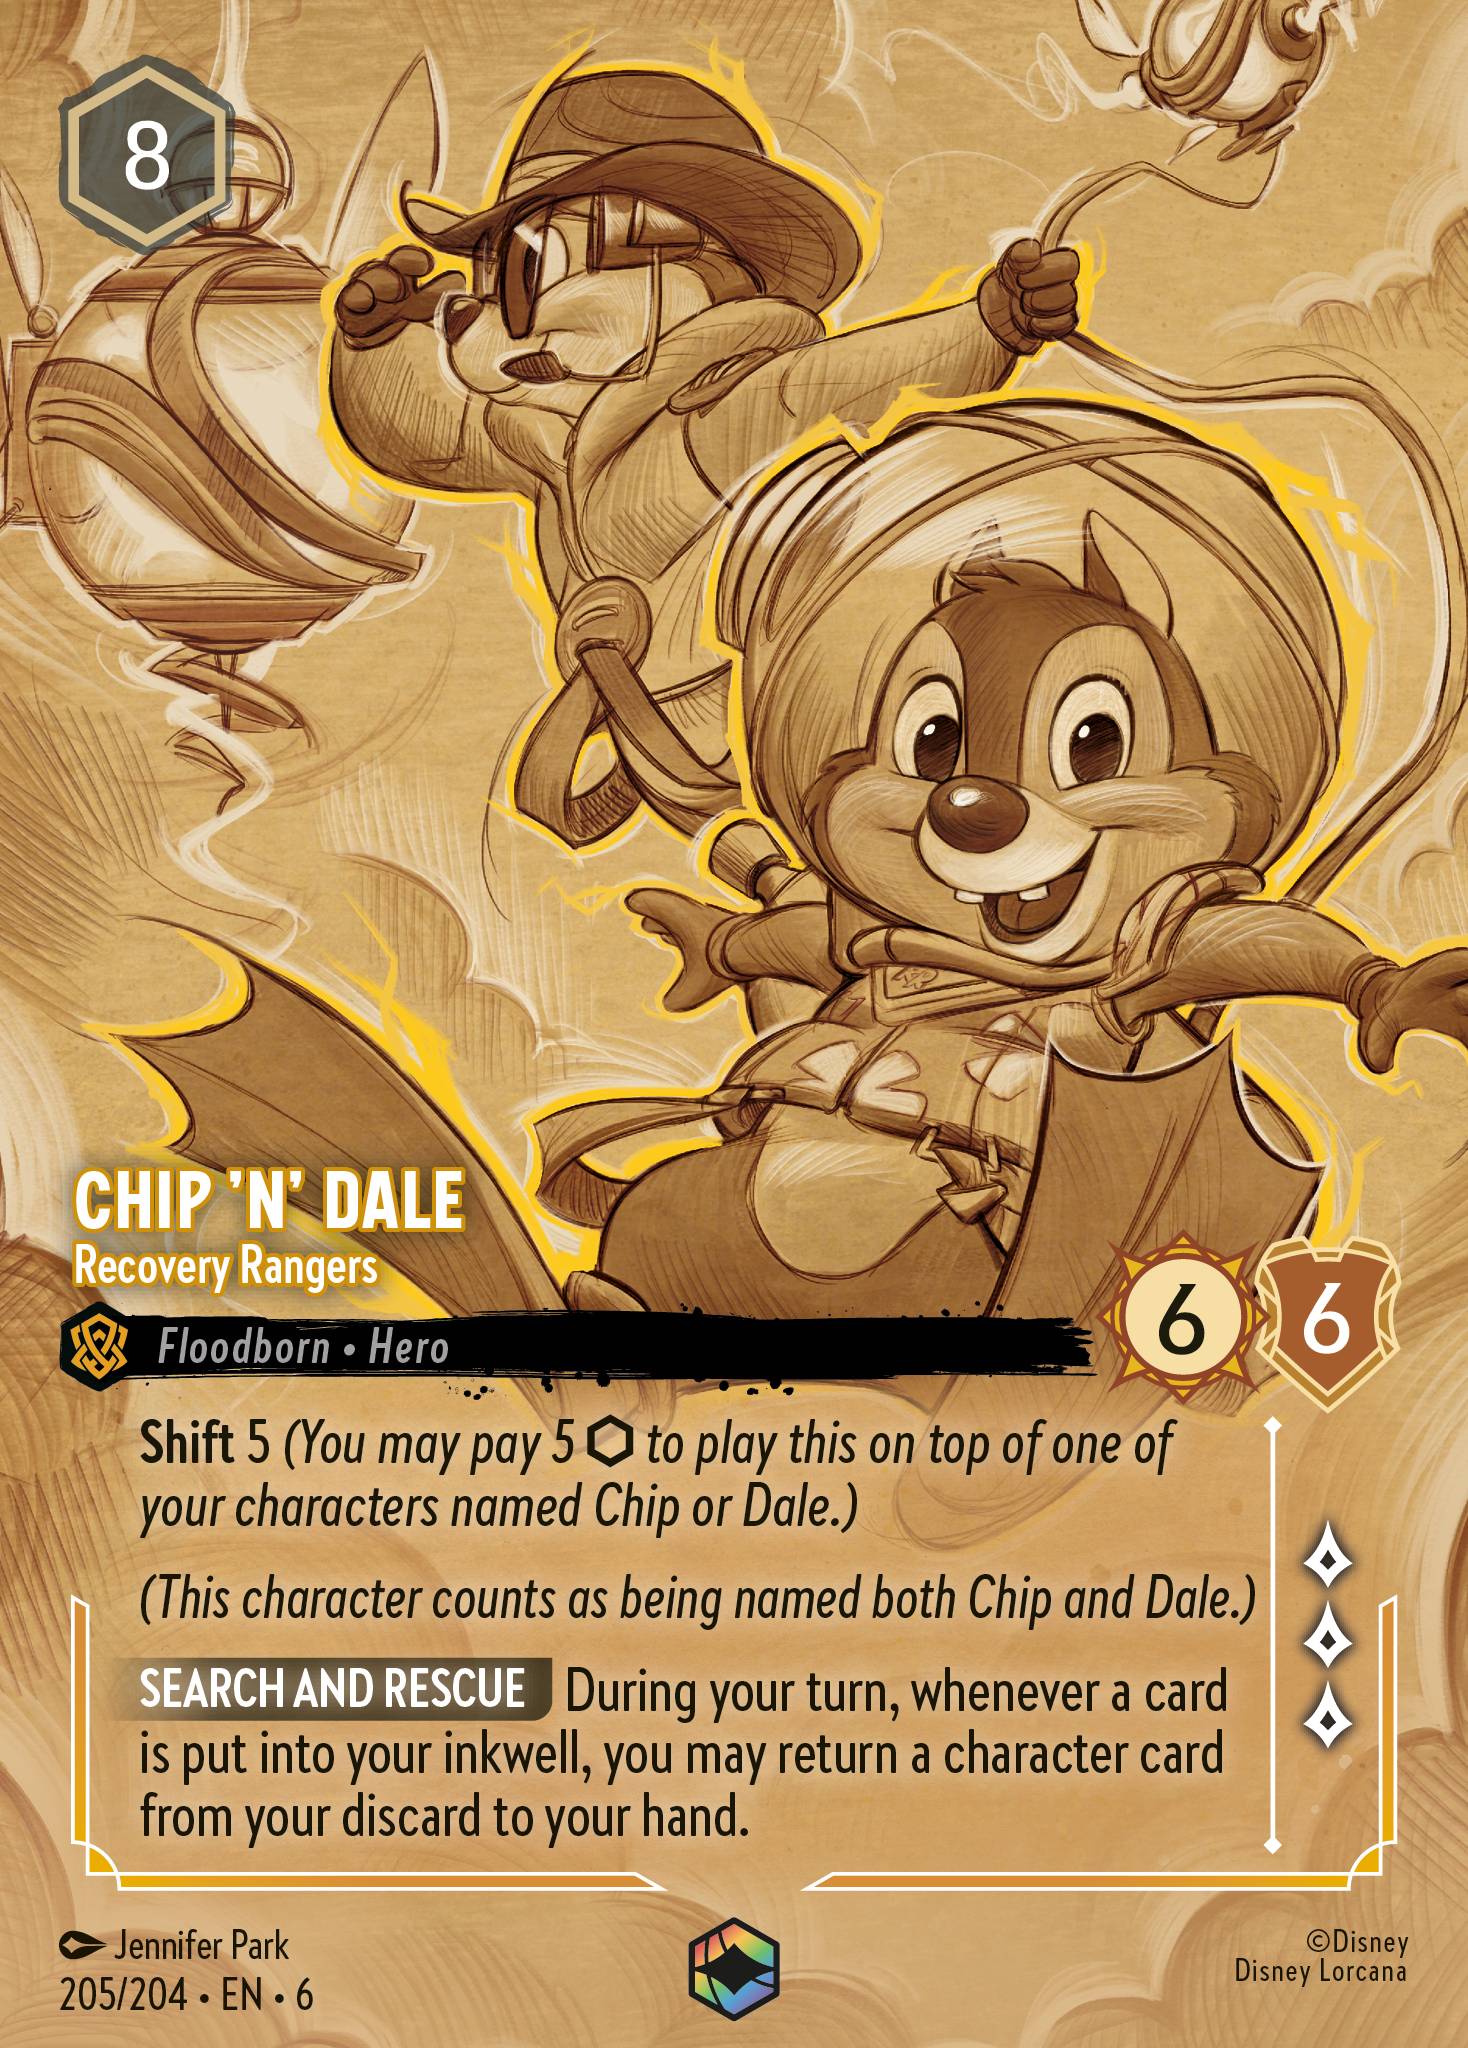 8
CHIP ’N’ DALE
Recovery Rangers
Floodborn • Hero
6 6
Shift 5 (You may pay 5 to play this on top of one of
your characters named Chip or Dale.)
(This character counts as being named both Chip and Dale.)
SEARCH AND RESCUE During your turn, whenever a card
is put into your inkwell, you may return a character card
from your discard to your hand.
Jennifer Park
205/204 • EN • 6
©Disney
Disney Lorcana